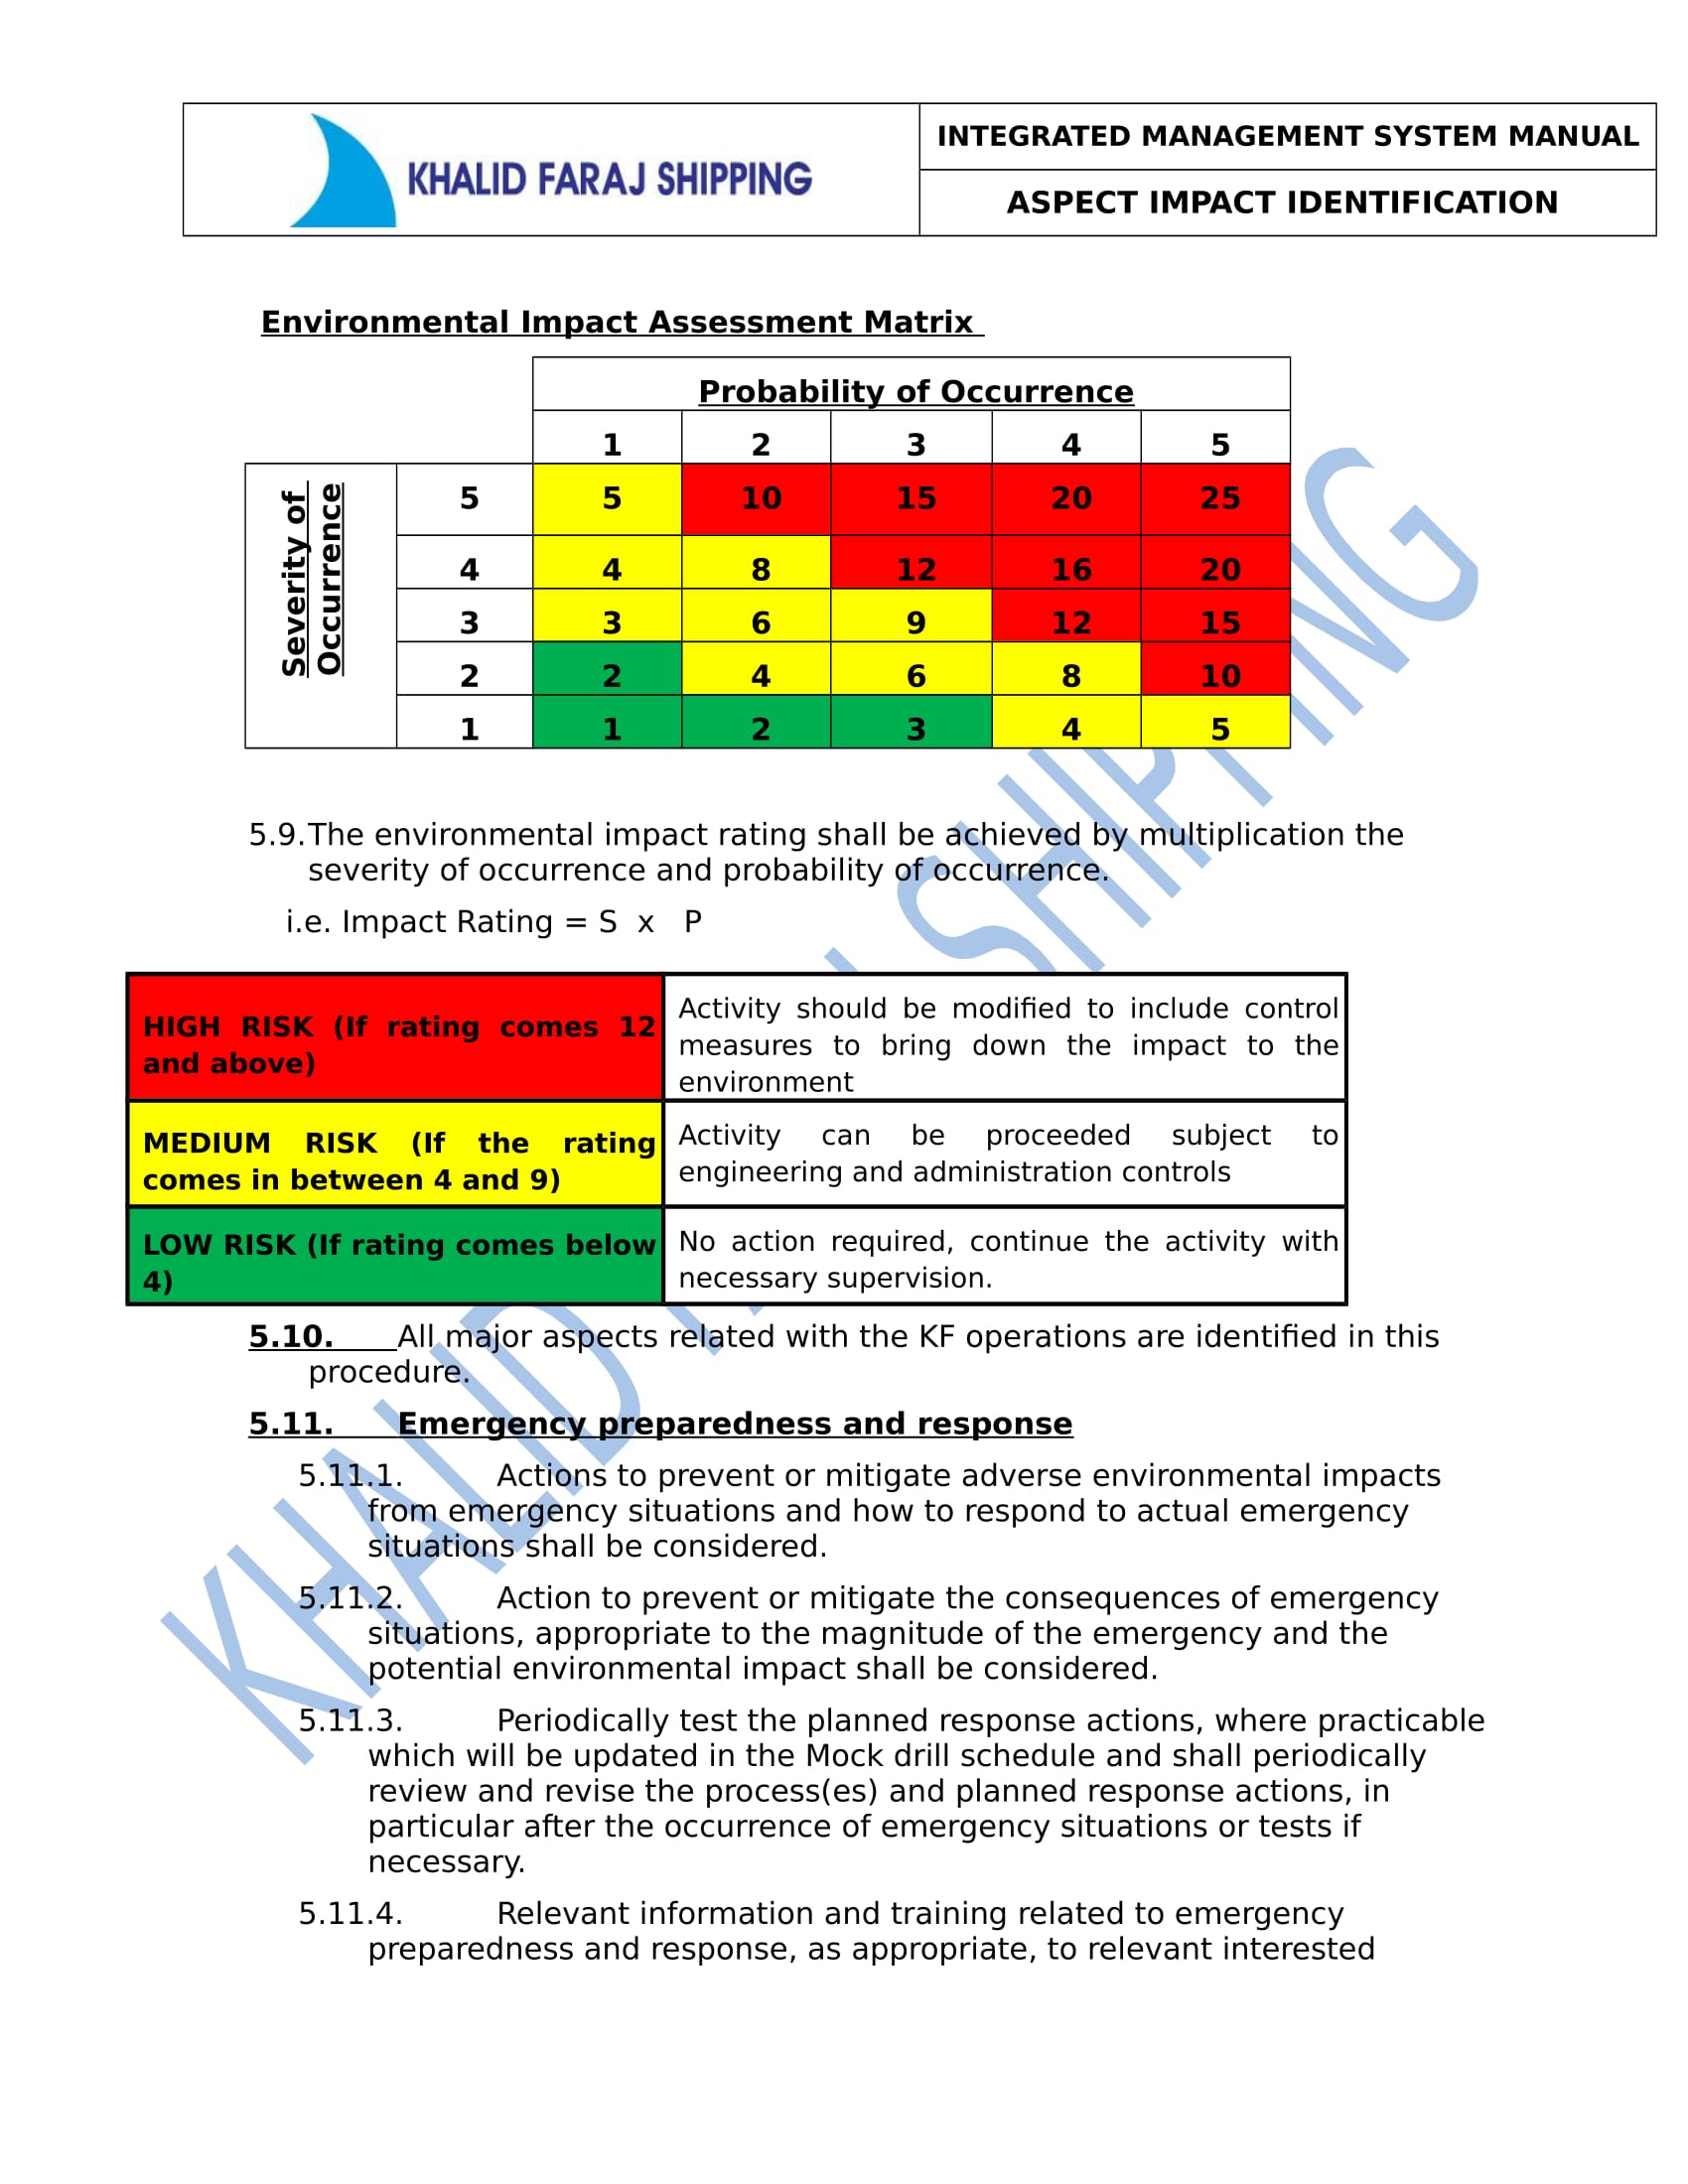 KHALID FARAJ SHIPPING
INTEGRATED MANAGEMENT SYSTEM MANUAL
ASPECT IMPACT IDENTIFICATION
Environmental Impact Assessment Matrix
Probability of Occurrence
1 2 3 4 5
Severity of
Occurrence
5 5 10 15 20 25
4 4 8 12 16 20
3 3 6 9 12 15
2 2 4 6 8 10
1 1 2 3 4 5
5.9. The environmental impact rating shall be achieved by multiplication the
severity of occurrence and probability of occurrence.
i.e. Impact Rating = S x P
HIGH RISK (If rating comes 12
and above)
Activity should be modified to include control
measures to bring down the impact to the
environment
MEDIUM RISK (If the rating
comes in between 4 and 9)
Activity can be proceeded subject to
engineering and administration controls
LOW RISK (If rating comes below
4)
No action required, continue the activity with
necessary supervision.
5.10. All major aspects related with the KF operations are identified in this
procedure.
5.11. Emergency preparedness and response
5.11.1. Actions to prevent or mitigate adverse environmental impacts
from emergency situations and how to respond to actual emergency
situations shall be considered.
5.11.2. Action to prevent or mitigate the consequences of emergency
situations, appropriate to the magnitude of the emergency and the
potential environmental impact shall be considered.
5.11.3. Periodically test the planned response actions, where practicable
which will be updated in the Mock drill schedule and shall periodically
review and revise the process(es) and planned response actions, in
particular after the occurrence of emergency situations or tests if
necessary.
5.11.4. Relevant information and training related to emergency
preparedness and response, as appropriate, to relevant interested